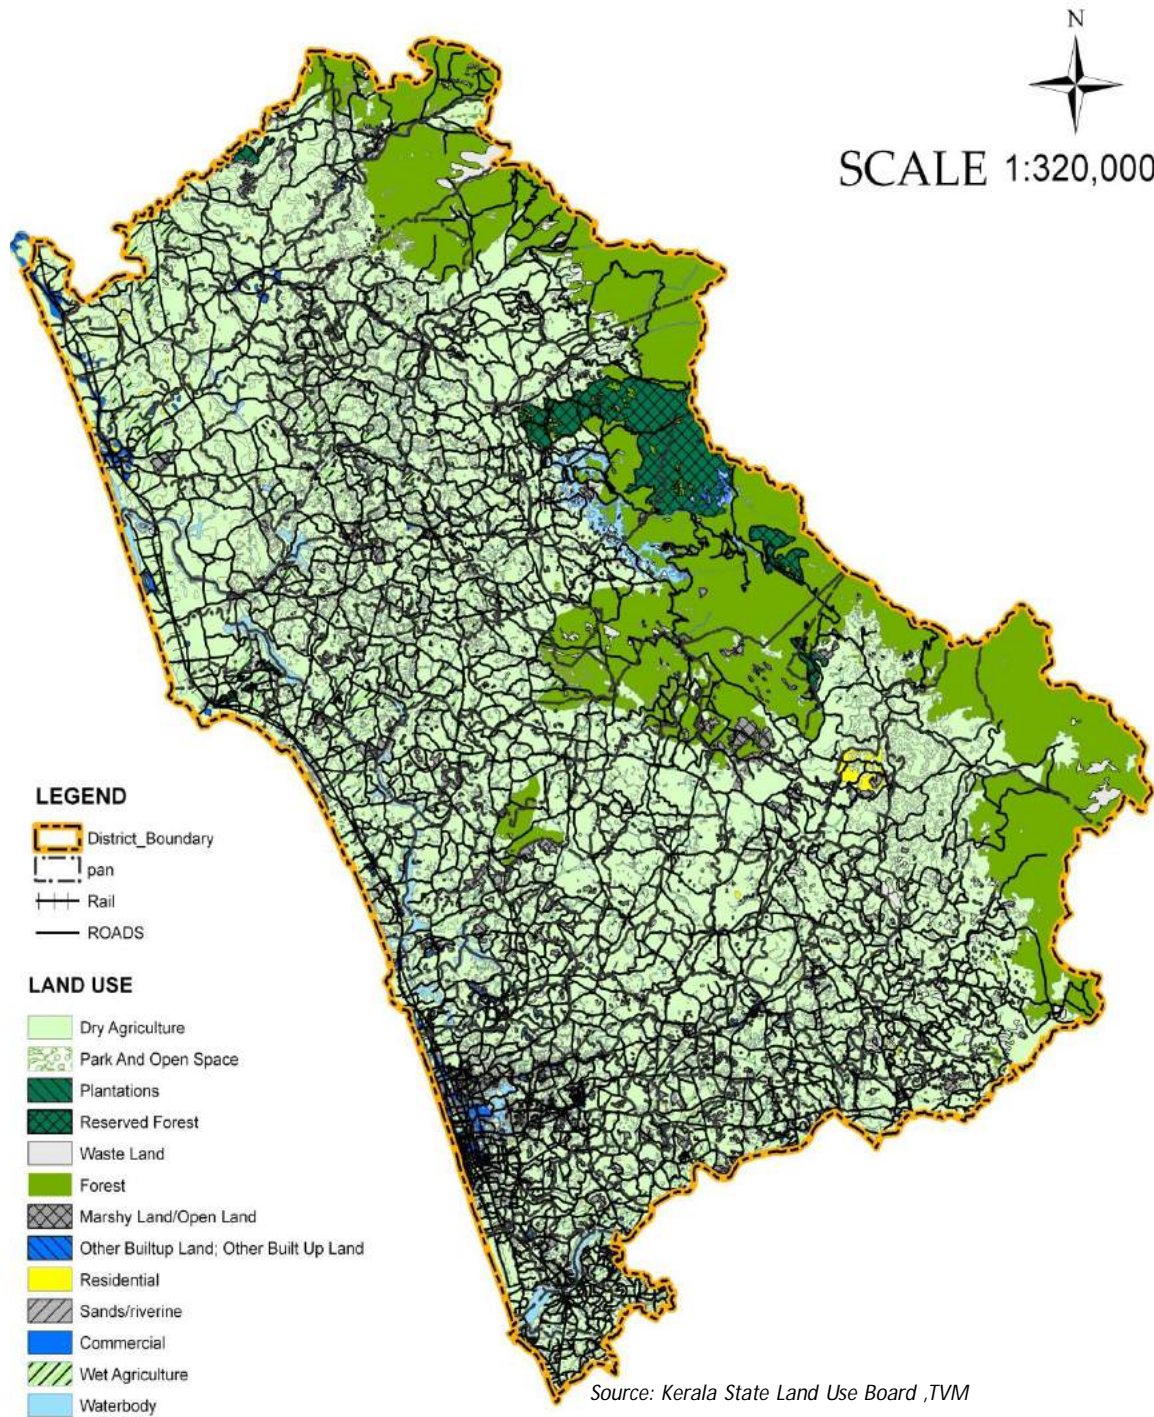 N
SCALE 1:320,000
LEGEND
District_Boundary
pan
Rail
ROADS
LAND USE
Dry Agriculture
Park And Open Space
Plantations
Reserved Forest
Waste Land
Forest
Marshy Land/Open Land
Other Builtup Land; Other Built Up Land
Residential
Sands/riverine
Commercial
Wet Agriculture
Waterbody
Source: Kerala State Land Use Board ,TVM